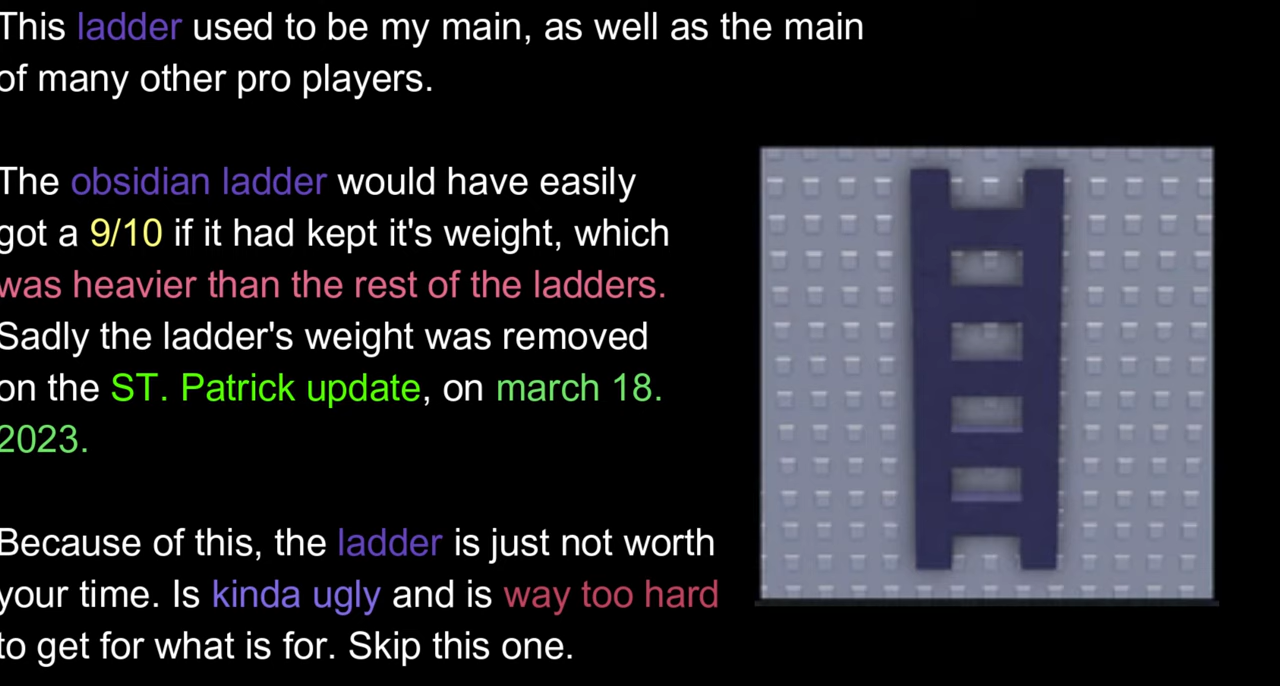 This ladder used to be my main, as well as the main
of many other pro players.
The obsidian ladder would have easily
got a 9/10 if it had kept it's weight, which
was heavier than the rest of the ladders.
Sadly the ladder's weight was removed
on the ST. Patrick update, on march 18.
2023.
Because of this, the ladder is just not worth
your time. Is kinda ugly and is way too hard
to get for what is for. Skip this one.